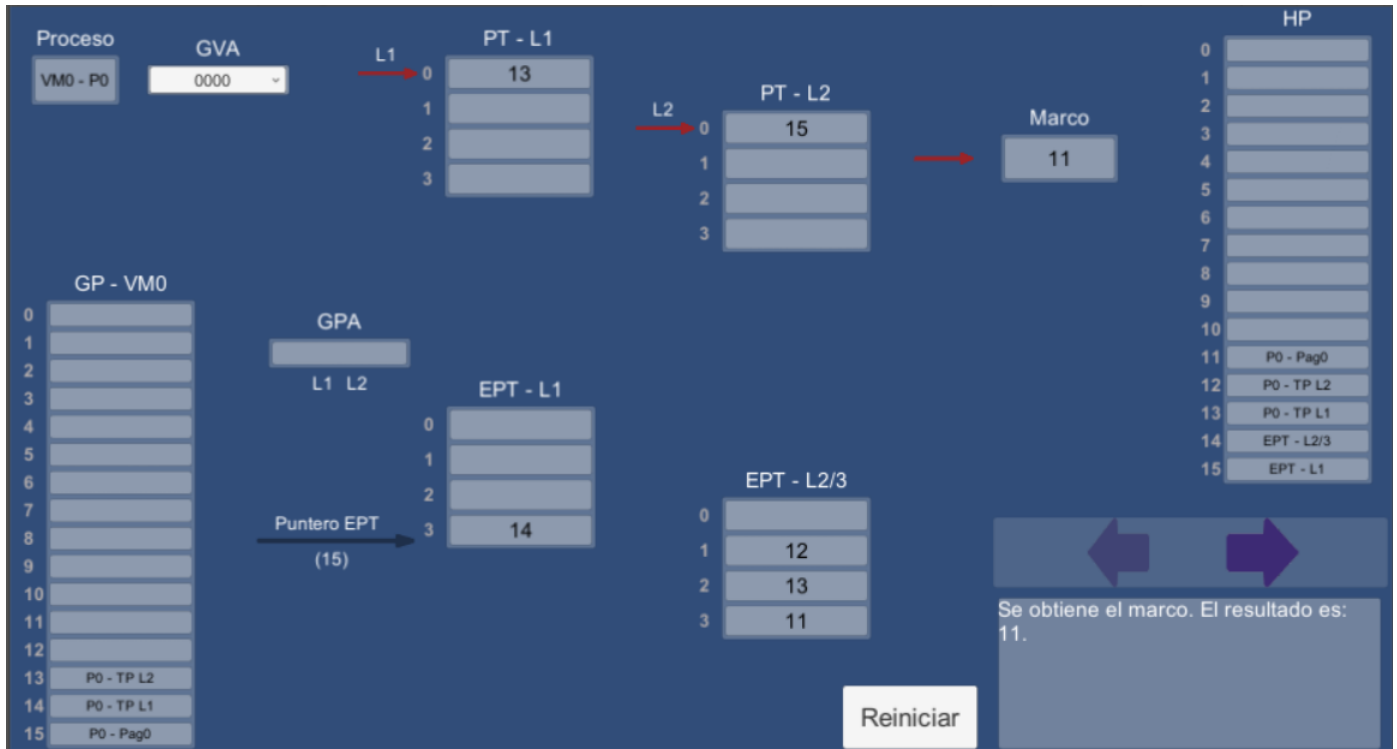 Proceso
VM0 - P0
GVA
0000
L1
PT - L1
0 13
1
2
3
L2
PT - L2
0 15
1
2
3
Marco
11
HP
0
1
2
3
4
5
6
7
8
9
10
11 P0 - Pag0
12 P0 - TP L2
13 P0 - TP L1
14 EPT - L2/3
15 EPT - L1
GP - VM0
0
1
2
3
4
5
6
7
8
9
10
11
12
13 P0 - TP L2
14 P0 - TP L1
15 P0 - Pag0
GPA
L1 L2
Puntero EPT
(15)
EPT - L1
0
1
2
3 14
EPT - L2/3
0
1 12
2 13
3 11
Se obtiene el marco. El resultado es:
11.
Reiniciar